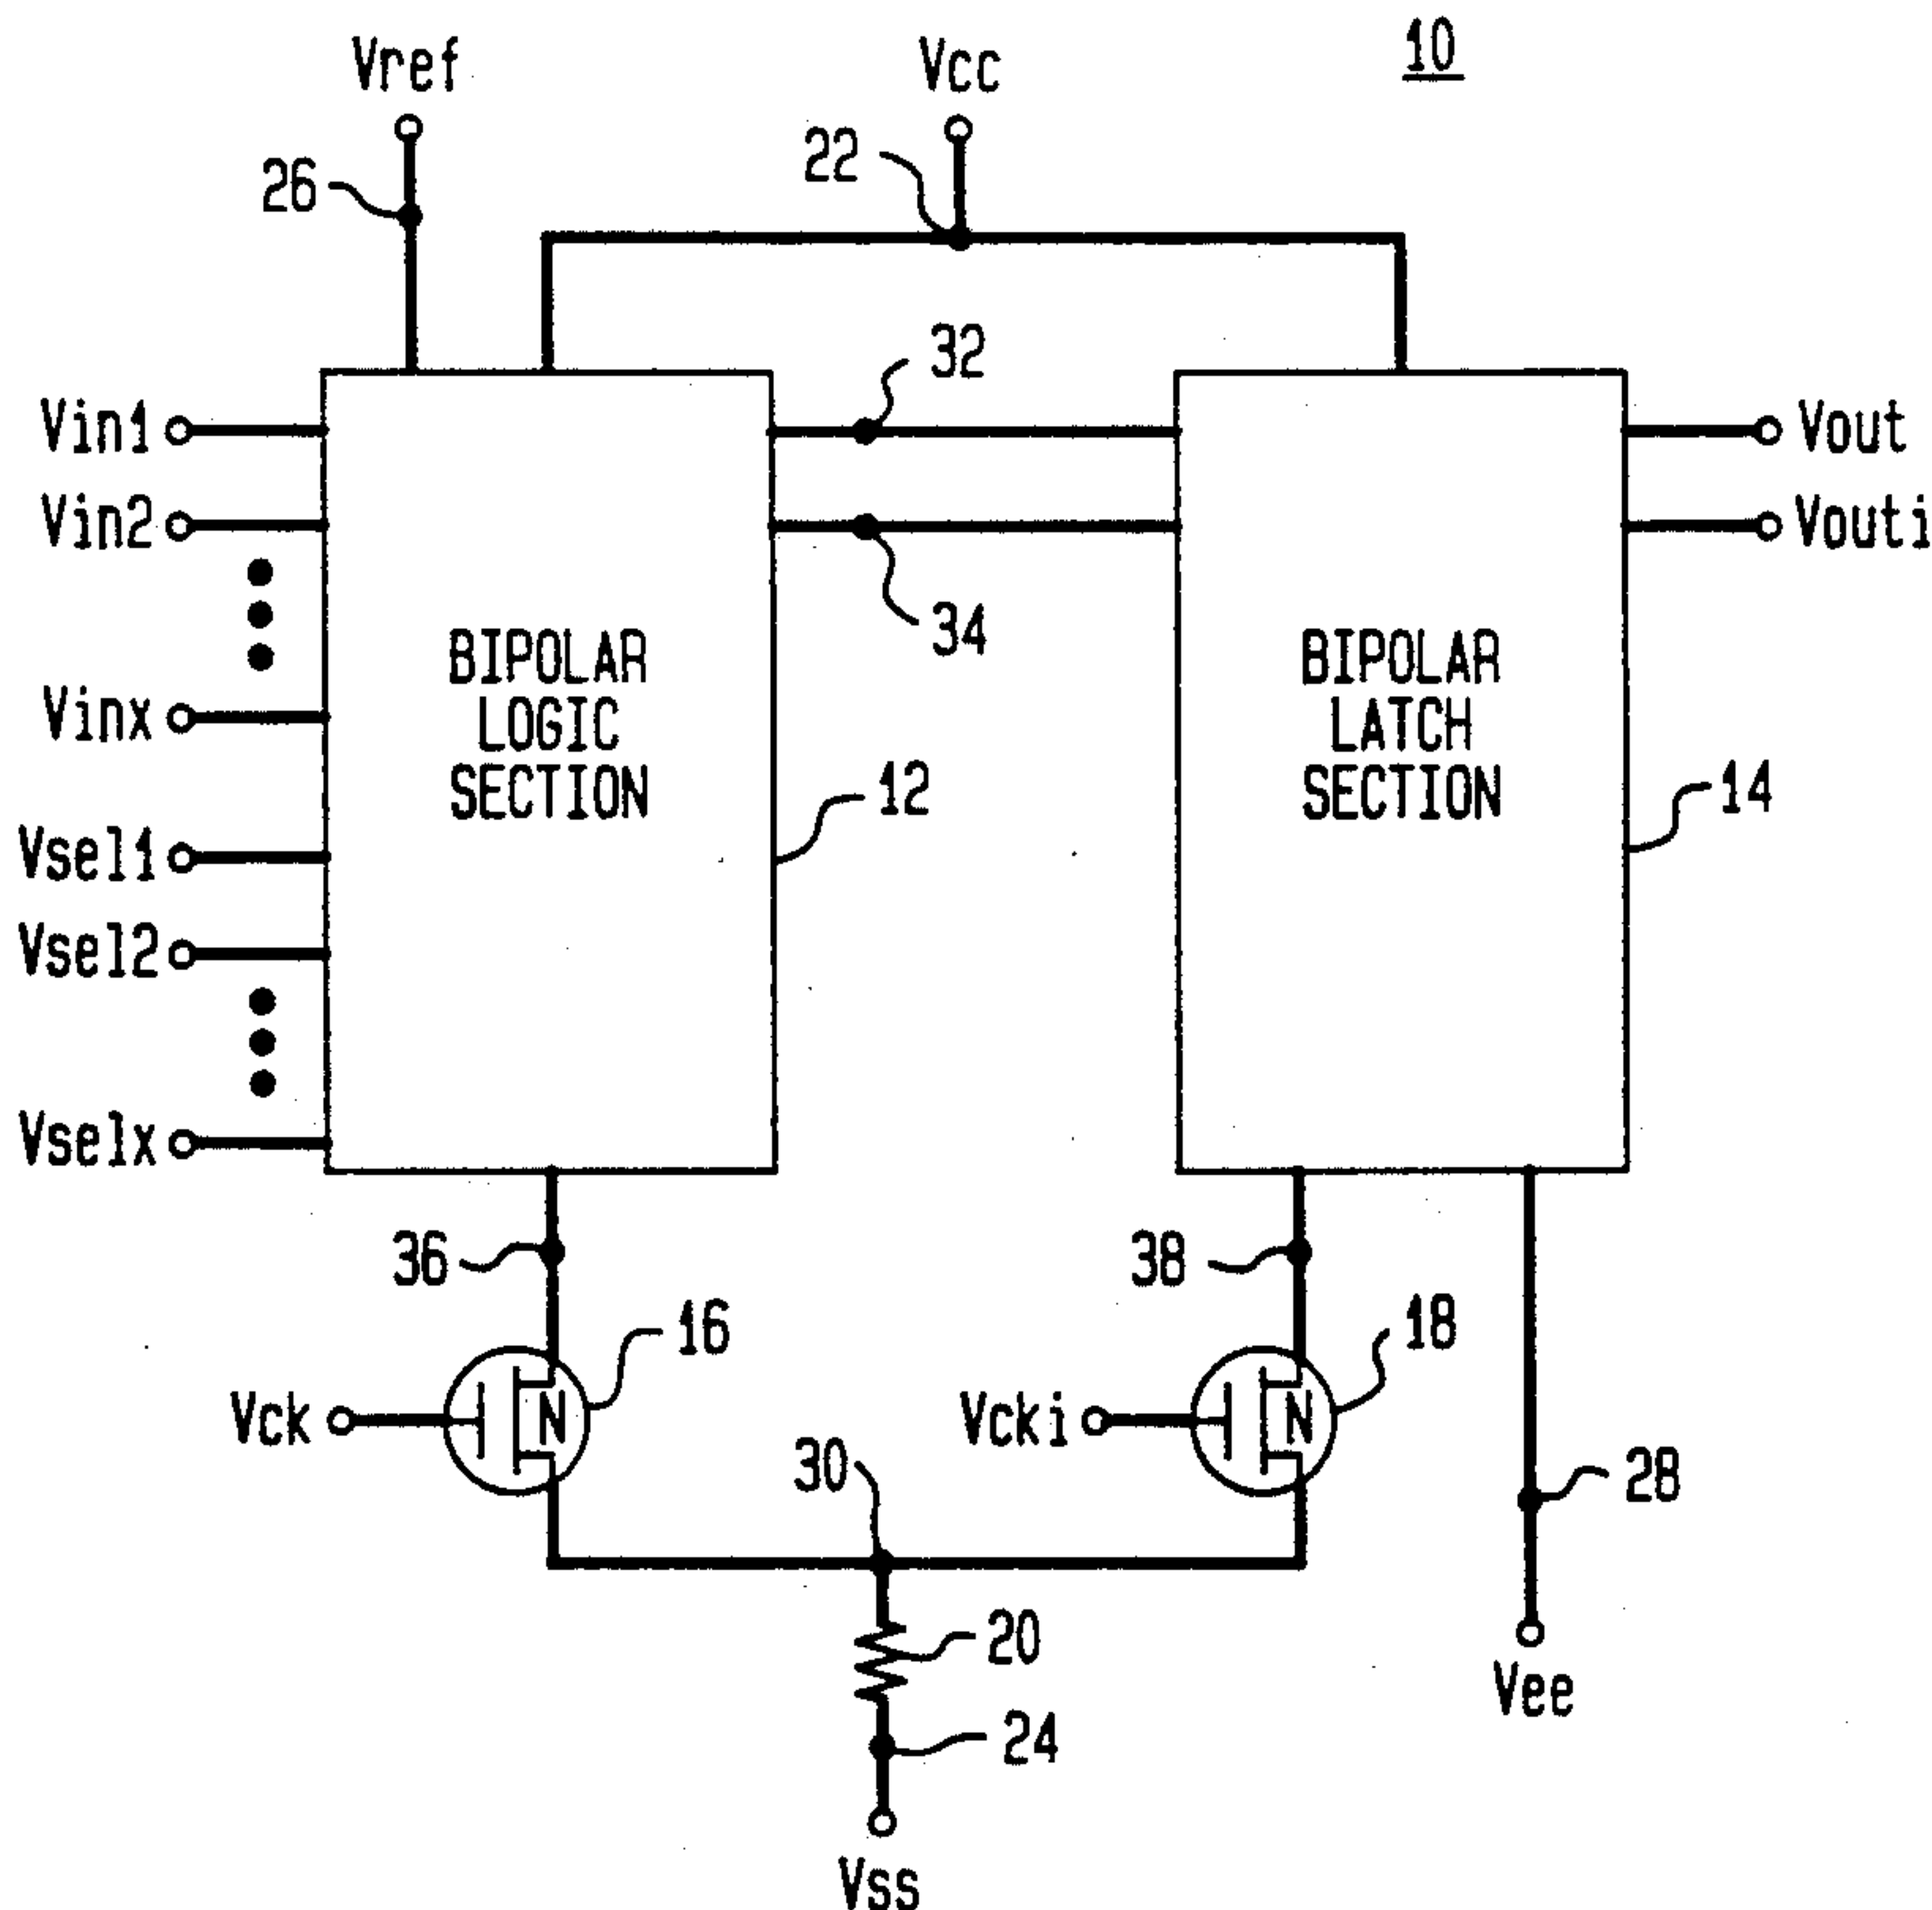 10
Vref
Vcc
22
26
32
Vin1
Vout
Vin2
Vouti
34
BIPOLAR
LOGIC
SECTION
BIPOLAR
LATCH
SECTION
Vinx
12
14
Vsel1
Vsel2
Vselx
36
38
16
18
Vck
N
Vcki
N
30
28
20
Vee
24
Vss